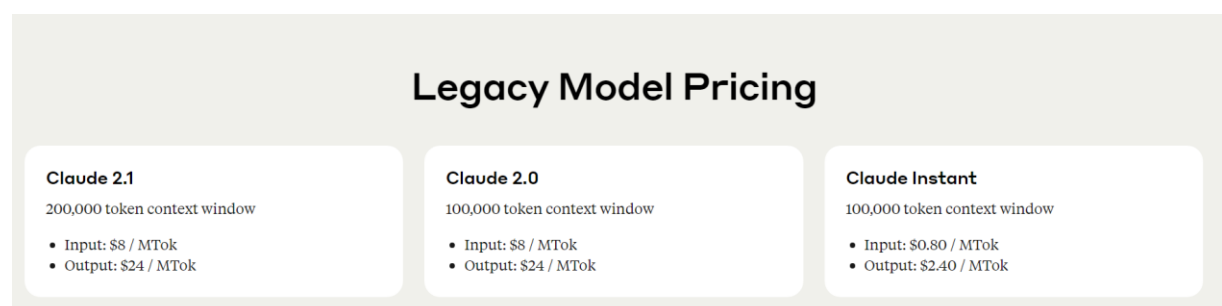 Legacy Model Pricing
Claude 2.1
200,000 token context window
• Input: $8 / MTok
• Output: $24 / MTok
Claude 2.0
100,000 token context window
• Input: $8 / MTok
• Output: $24 / MTok
Claude Instant
100,000 token context window
• Input: $0.80 / MTok
• Output: $2.40 / MTok